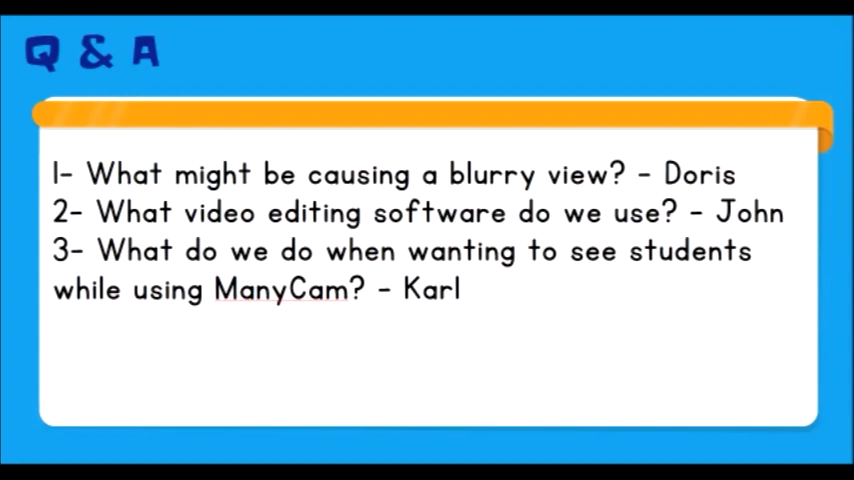 Q & A
1- What might be causing a blurry view? - Doris
2- What video editing software do we use? - John
3- What do we do when wanting to see students
while using ManyCam? - Karl